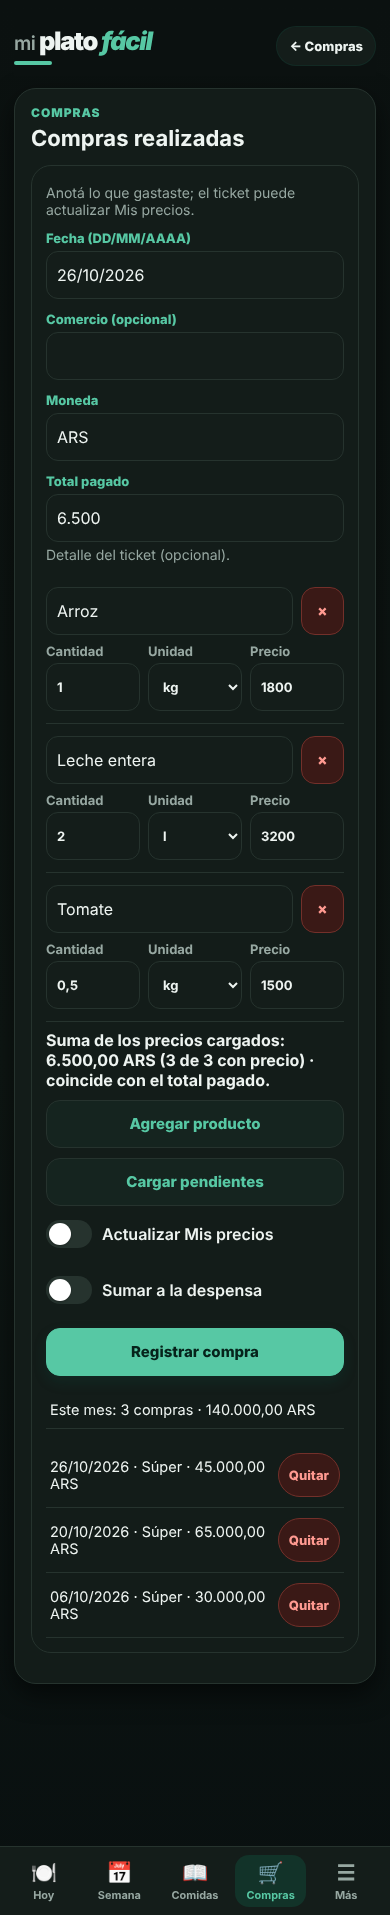 mi plato fácil
← Compras
COMPRAS
Compras realizadas
Anotá lo que gastaste; el ticket puede
actualizar Mis precios.
Fecha (DD/MM/AAAA)
26/10/2026
Comercio (opcional)
Moneda
ARS
Total pagado
6.500
Detalle del ticket (opcional).
Arroz
×
Cantidad Unidad Precio
1 kg 1800
Leche entera
×
Cantidad Unidad Precio
2 l 3200
Tomate
×
Cantidad Unidad Precio
0,5 kg 1500
Suma de los precios cargados:
6.500,00 ARS (3 de 3 con precio) ·
coincide con el total pagado.
Agregar producto
Cargar pendientes
Actualizar Mis precios
Sumar a la despensa
Registrar compra
Este mes: 3 compras · 140.000,00 ARS
26/10/2026 · Súper · 45.000,00
ARS
Quitar
20/10/2026 · Súper · 65.000,00
ARS
Quitar
06/10/2026 · Súper · 30.000,00
ARS
Quitar
Hoy Semana Comidas Compras Más